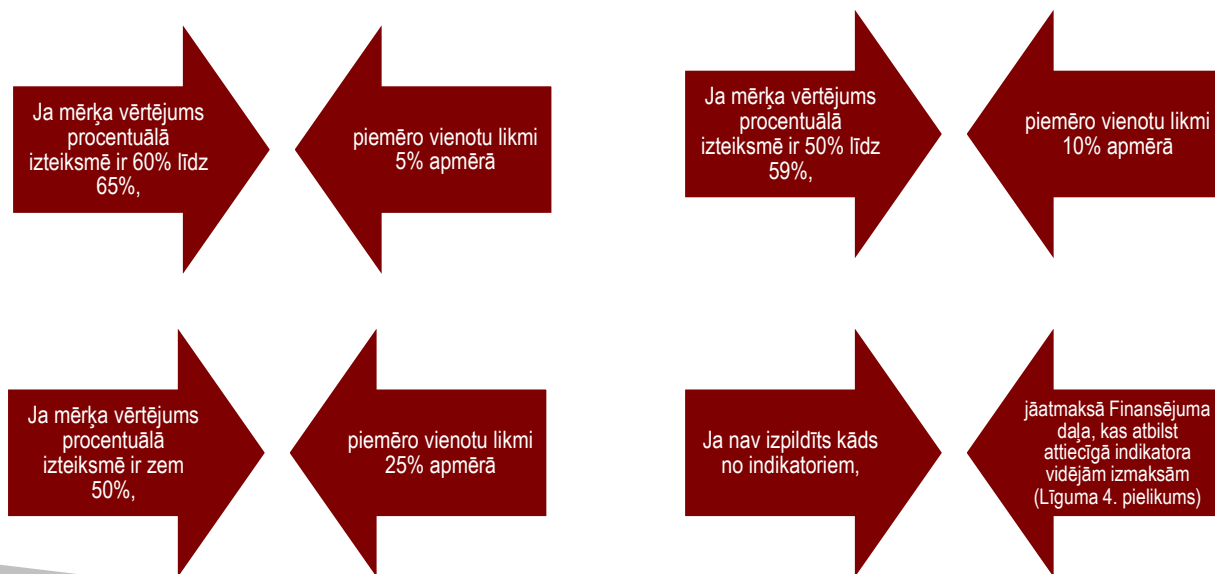 Ja mērķa vērtējums
procentuālā
izteiksmē ir 60% līdz
65%,
piemēro vienotu likmi
5% apmērā
Ja mērķa vērtējums
procentuālā
izteiksmē ir 50% līdz
59%,
piemēro vienotu likmi
10% apmērā
Ja mērķa vērtējums
procentuālā
izteiksmē ir zem
50%,
piemēro vienotu likmi
25% apmērā
Ja nav izpildīts kāds
no indikatoriem,
jāatmaksā Finansējuma
daļa, kas atbilst
attiecīgā indikatora
vidējām izmaksām
(Līguma 4. pielikums)